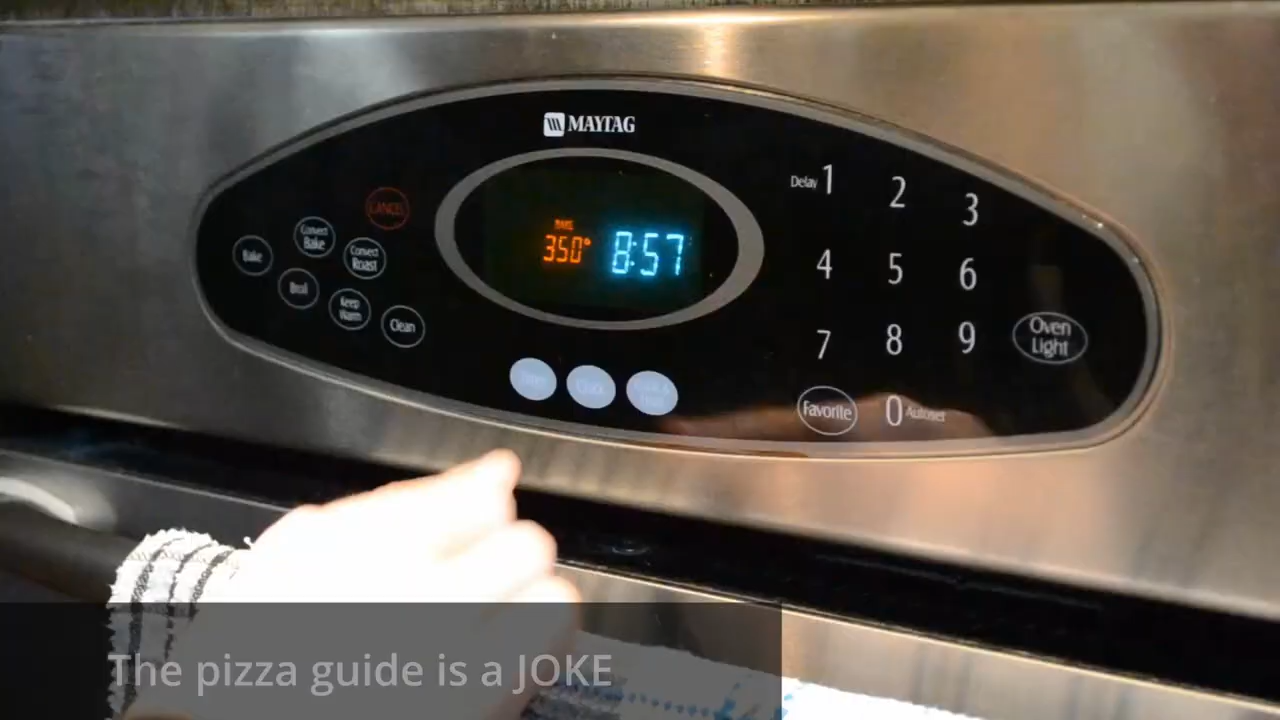 MAYTAG
CANCEL
Convect Bake
Bake
Convect Roast
Broil
Keep Warm
Clean
BAKE
350° 8:57
Clock
Delay 1 2 3
4 5 6
7 8 9
Oven Light
Favorite 0 Autoset
The pizza guide is a JOKE